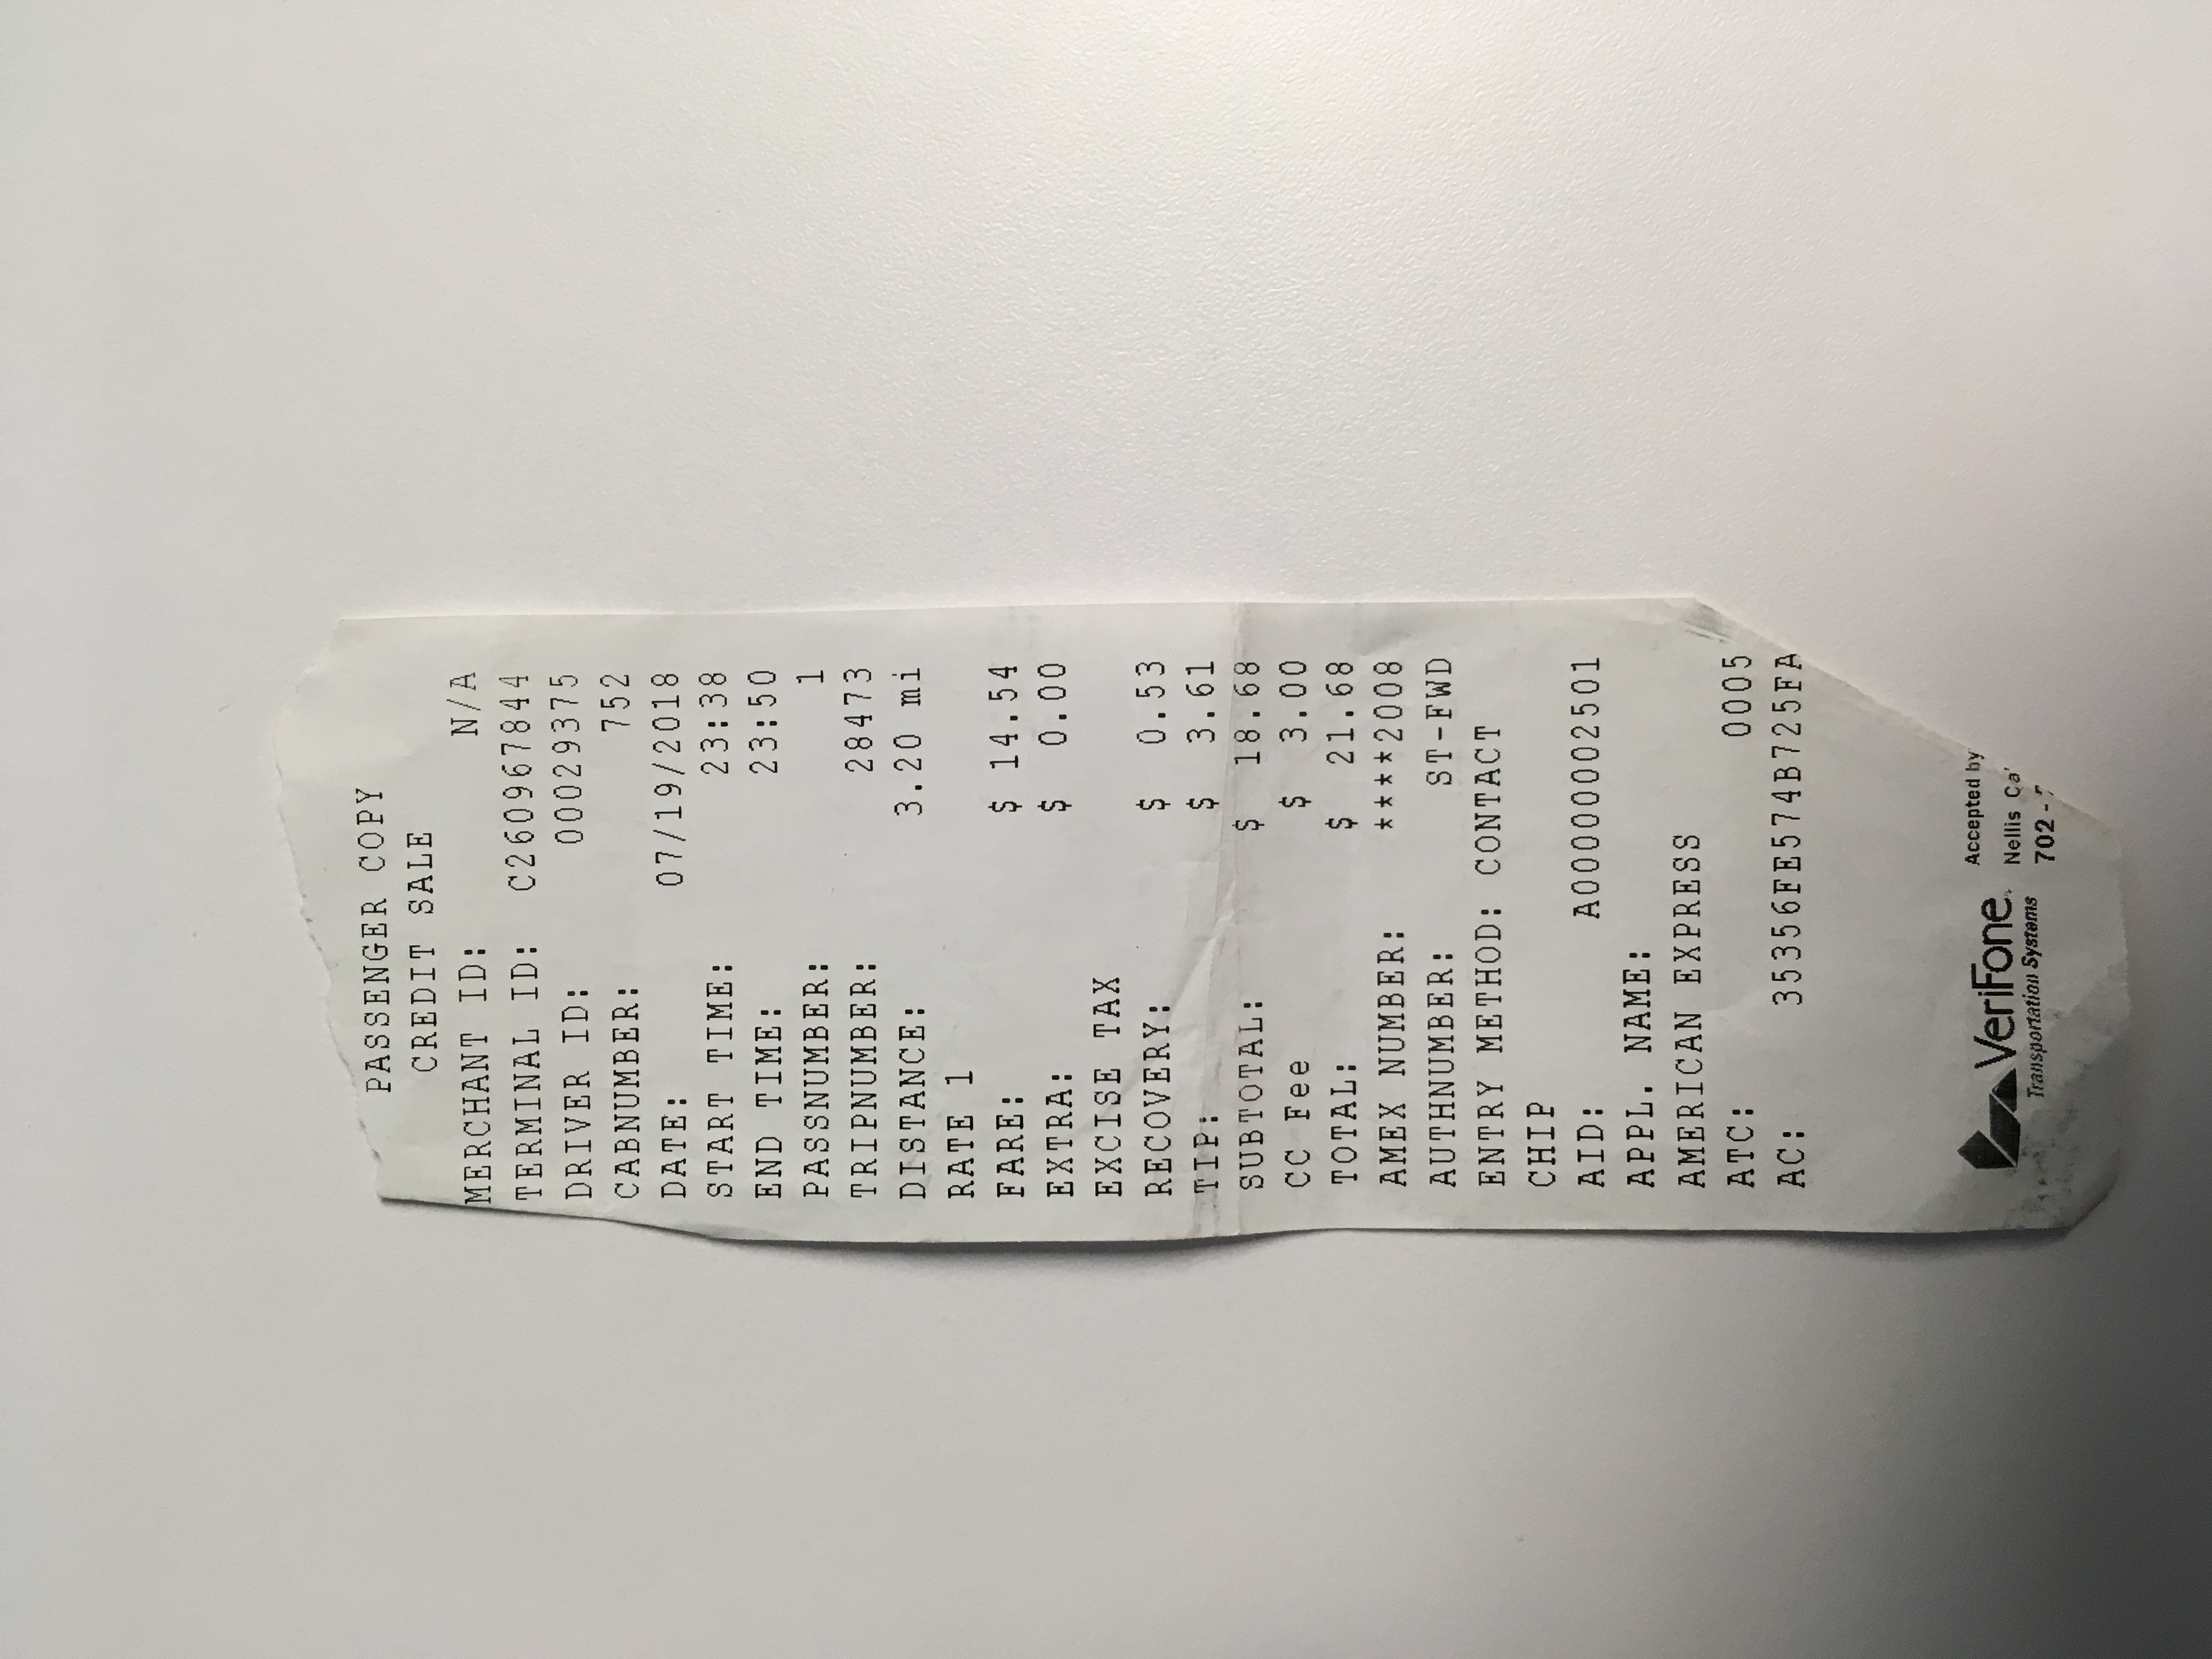 PASSENGER COPY
CREDIT SALE
MERCHANT ID: N/A
TERMINAL ID: C260967844
DRIVER ID: 00029375
CABNUMBER: 752
DATE: 07/19/2018
START TIME: 23:38
END TIME: 23:50
PASSNUMBER: 1
TRIPNUMBER: 28473
DISTANCE: 3.20 mi
RATE 1
FARE: $ 14.54
EXTRA: $ 0.00
EXCISE TAX
RECOVERY: $ 0.53
TIP: $ 3.61
SUBTOTAL: $ 18.68
CC Fee $ 3.00
TOTAL: $ 21.68
AMEX NUMBER: ****2008
AUTHNUMBER: ST-FWD
ENTRY METHOD: CONTACT
CHIP
AID: A00000002501
APPL. NAME:
AMERICAN EXPRESS
ATC: 0005
AC: 35356FE574B725FA
VeriFone
Transportation Systems
Accepted by
Nellis
702 -